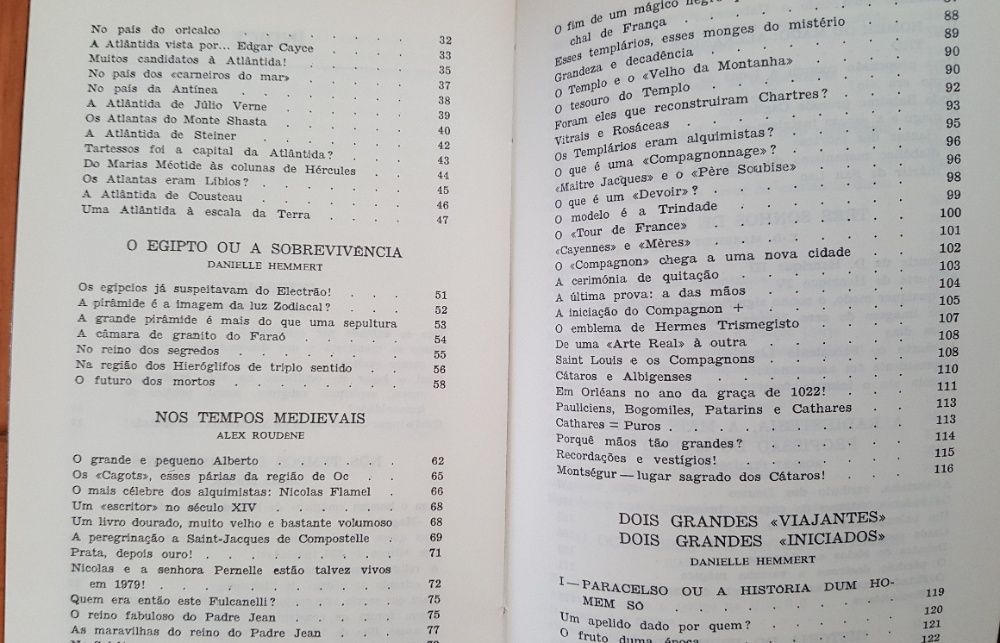 No país do oricalco . . . . . 32
A Atlântida vista por... Edgar Cayce . . . 33
Muitos candidatos à Atlântida! . . . . 35
No país dos «carneiros do mar» . . . . 37
No país da Antínea . . . . . . 38
A Atlântida de Júlio Verne . . . . . 39
Os Atlantas do Monte Shasta . . . . 40
A Atlântida de Steiner . . . . . 42
Tartessos foi a capital da Atlântida? . . . 43
Do Marias Méotide às colunas de Hércules . . 44
Os Atlantas eram Líbios? . . . . . 45
A Atlântida de Cousteau . . . . . 46
Uma Atlântida à escala da Terra . . . . 47
O EGIPTO OU A SOBREVIVÊNCIA
DANIELLE HEMMERT
Os egípcios já suspeitavam do Electrão! . . . 51
A pirâmide é a imagem da luz Zodiacal? . . . 52
A grande pirâmide é mais do que uma sepultura 53
A câmara de granito do Faraó . . . . 54
No reino dos segredos . . . . . 55
Na região dos Hieróglifos de triplo sentido . . 56
O futuro dos mortos . . . . . . 58
NOS TEMPOS MEDIEVAIS
ALEX ROUDENE
O grande e pequeno Alberto . . . . . 62
Os «Cagots», esses párias da região de Oc . . 65
O mais célebre dos alquimistas: Nicolas Flamel . 66
Um «escritor» no século XIV . . . . 68
Um livro dourado, muito velho e bastante volumoso 68
A peregrinação a Saint-Jacques de Compostelle . 69
Prata, depois ouro! . . . . . . 71
Nicolas e a senhora Pernelle estão talvez vivos
em 1979! . . . . . . . 72
Quem era então este Fulcanelli? . . . . 75
O reino fabuloso do Padre Jean . . . . 75
As maravilhas do reino do Padre Jean . . . 77
O fim de um mágico negro
chal de França . . . . . .
Esses templários, esses monges do mistério . . 88
Grandeza e decadência . . . . . 89
O Templo e o «Velho da Montanha» . . . 90
O tesouro do Templo . . . . . 90
Foram eles que reconstruiram Chartres? . . . 92
Vitrais e Rosáceas . . . . . . 93
Os Templários eram alquimistas? . . . . 95
O que é uma «Compagnonnage»? . . . . 96
«Maitre Jacques» e o «Père Soubise» . . . 96
O que é um «Devoir»? . . . . . 98
O modelo é a Trindade . . . . . 99
O «Tour de France» . . . . . . 100
«Cayennes» e «Mères» . . . . . 101
O «Compagnon» chega a uma nova cidade . . 102
A cerimónia de quitação . . . . . 103
A última prova: a das mãos . . . . 104
A iniciação do Compagnon + . . . . 105
O emblema de Hermes Trismegisto . . . 107
De uma «Arte Real» à outra . . . . 108
Saint Louis e os Compagnons . . . . 108
Cátaros e Albigenses . . . . . 110
Em Orléans no ano da graça de 1022! . . . 111
Pauliciens, Bogomiles, Patarins e Cathares . . 113
Cathares = Puros . . . . . . 113
Porquê mãos tão grandes? . . . . . 114
Recordações e vestígios! . . . . . 115
Montségur — lugar sagrado dos Cátaros! . . 116
DOIS GRANDES «VIAJANTES»
DOIS GRANDES «INICIADOS»
DANIELLE HEMMERT
I — PARACELSO OU A HISTORIA DUM HO-
MEM SO . . . . . . . 119
Um apelido dado por quem? . . . . 120
O fruto duma época . . . . . 121
122